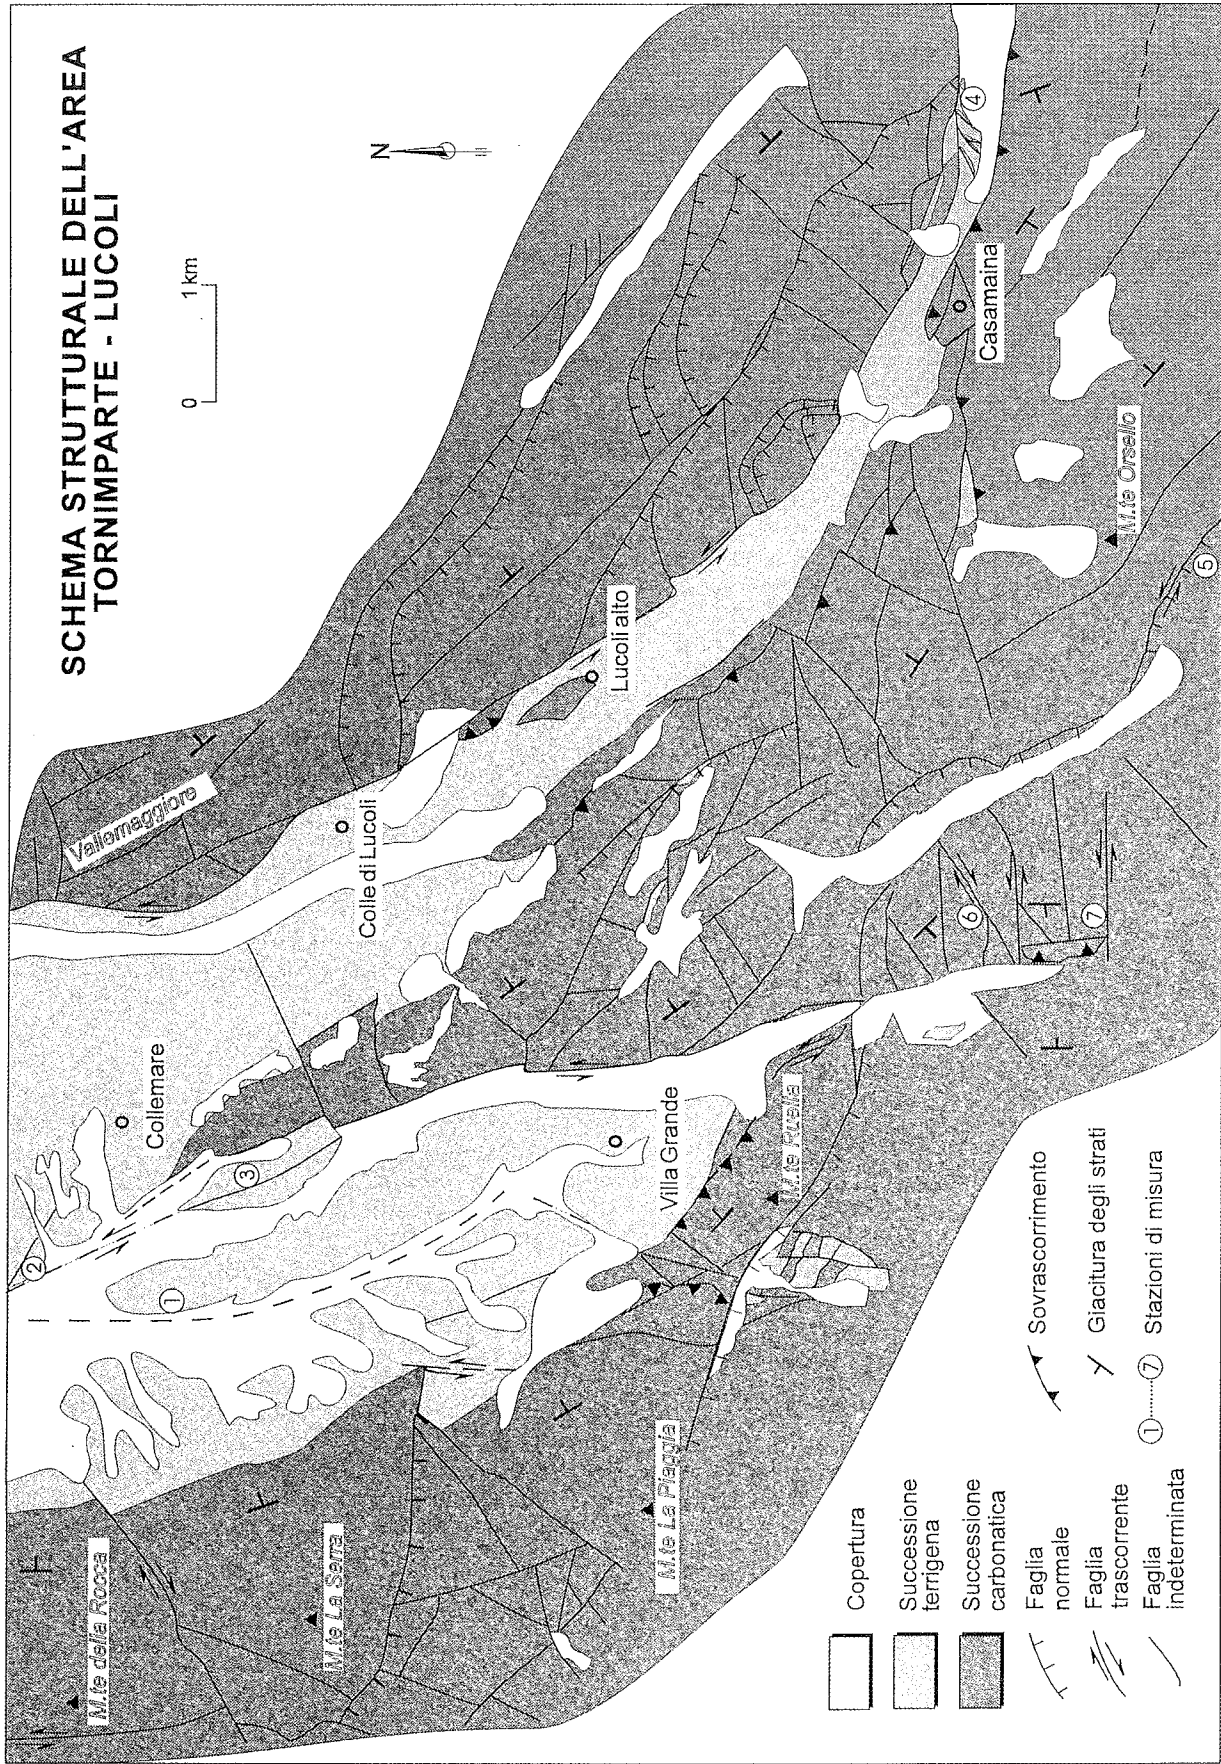 SCHEMA STRUTTURALE DELL'AREA
TORNIMPARTE - LUCOLI
N
0
1 km
Vallemaggiore
Colle di Lucoli
Lucoli alto
Casamaina
M.te Orsello
Collemare
Villa Grande
M.te Ruella
M.te della Rocca
M.te La Serra
M.te La Piaggia
1
2
3
4
5
6
7
Copertura
Successione
terrigena
Successione
carbonatica
Faglia
normale
Faglia
trascorrente
Faglia
indeterminata
Sovrascorrimento
Giacitura degli strati
1 ........ 7 Stazioni di misura